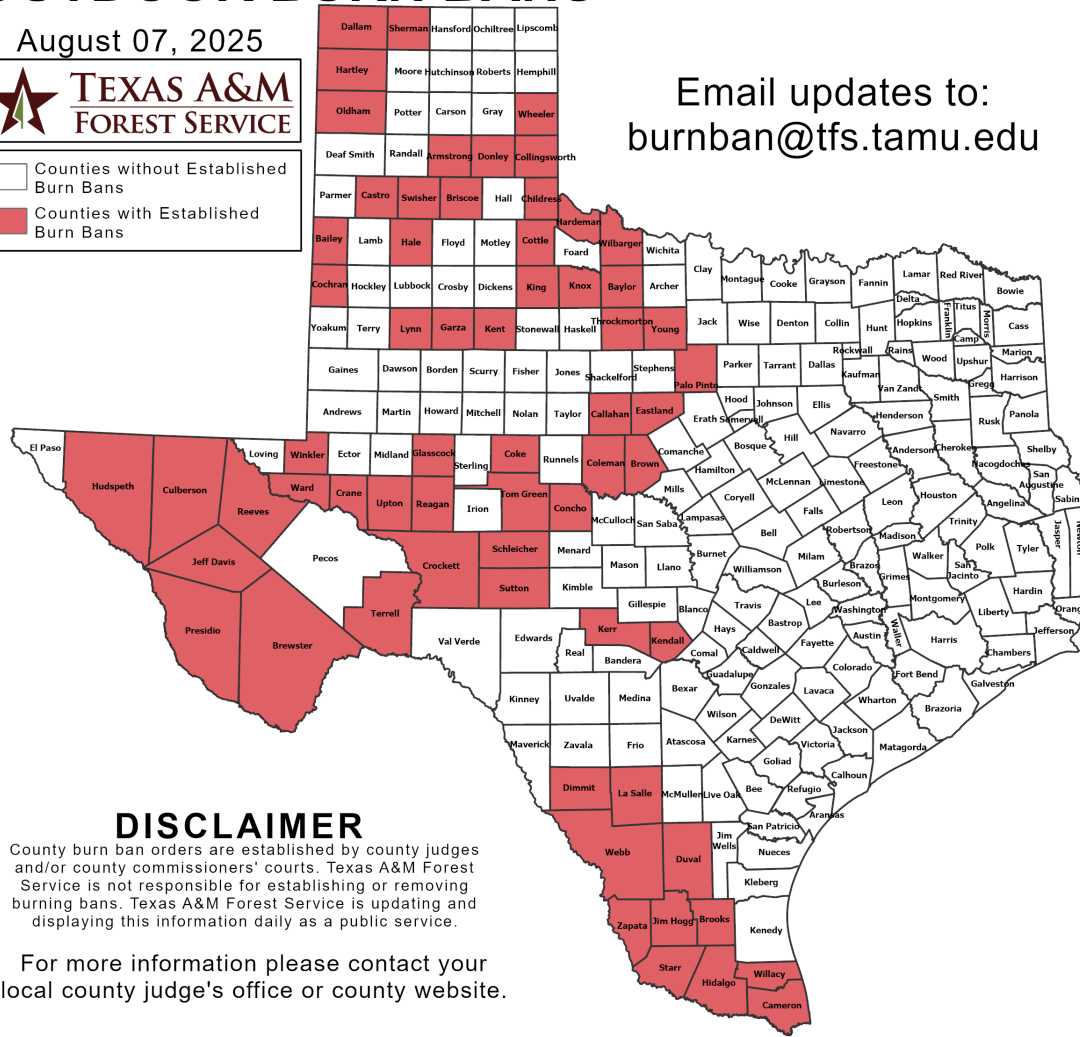 OUTDOOR BURN BANS
August 07, 2025
TEXAS A&M
FOREST SERVICE
Counties without Established
Burn Bans
Counties with Established
Burn Bans
Email updates to:
burnban@tfs.tamu.edu
Dallam Sherman Hansford Ochiltree Lipscomb
Hartley Moore Hutchinson Roberts Hemphill
Oldham Potter Carson Gray Wheeler
Deaf Smith Randall Armstrong Donley Collingsworth
Parmer Castro Swisher Briscoe Hall Childress
Hardeman
Bailey Lamb Hale Floyd Motley Cottle Foard Wilbarger Wichita
Clay Montague Cooke Grayson Fannin Lamar Red River Bowie
Cochran Hockley Lubbock Crosby Dickens King Knox Baylor Archer
Delta Franklin Titus Morris
Yoakum Terry Lynn Garza Kent Stonewall Haskell Throckmorton Young Jack Wise Denton Collin Hunt Hopkins Camp Cass
Rockwall Rains Wood Upshur Marion
Gaines Dawson Borden Scurry Fisher Jones Shackelford Stephens Palo Pinto Parker Tarrant Dallas Kaufman Van Zandt Smith Gregg Harrison
Andrews Martin Howard Mitchell Nolan Taylor Callahan Eastland Erath Hood Somervell Johnson Ellis Henderson Rusk Panola
El Paso Loving Winkler Ector Midland Glasscock Sterling Coke Runnels Coleman Brown Comanche Bosque Hill Navarro Anderson Cherokee Shelby
Hamilton Freestone Nacogdoches San
Augustine
Sabin
Hudspeth Culberson Reeves Ward Crane Upton Reagan Irion Tom Green Concho McCulloch San Saba Mills Lampasas Coryell McLennan Limestone Falls Leon Houston Angelina
Trinity Jasper Newton
Jeff Davis Pecos Crockett Schleicher Menard Mason Llano Burnet Bell Milam Robertson Madison Walker Polk Tyler
San
Jacinto
Terrell Sutton Kimble Gillespie Blanco Williamson Travis Lee Burleson Brazos Grimes Montgomery Liberty Hardin Orang
Presidio Brewster Val Verde Edwards Kerr Kendall Hays Bastrop Fayette Washington Austin Waller Harris Jefferson
Real Bandera Comal Caldwell Guadalupe Colorado Fort Bend Chambers
Kinney Uvalde Medina Bexar Gonzales Lavaca Wharton Brazoria Galveston
Wilson DeWitt Jackson
Maverick Zavala Frio Atascosa Karnes Victoria Matagorda
Goliad Calhoun
Dimmit La Salle McMullen Live Oak Bee Refugio Aransas
San Patricio
Webb Duval Jim
Wells
Nueces
Kleberg
Zapata Jim Hogg Brooks Kenedy
Starr Hidalgo Willacy
Cameron
DISCLAIMER
County burn ban orders are established by county judges
and/or county commissioners' courts. Texas A&M Forest
Service is not responsible for establishing or removing
burning bans. Texas A&M Forest Service is updating and
displaying this information daily as a public service.
For more information please contact your
local county judge's office or county website.